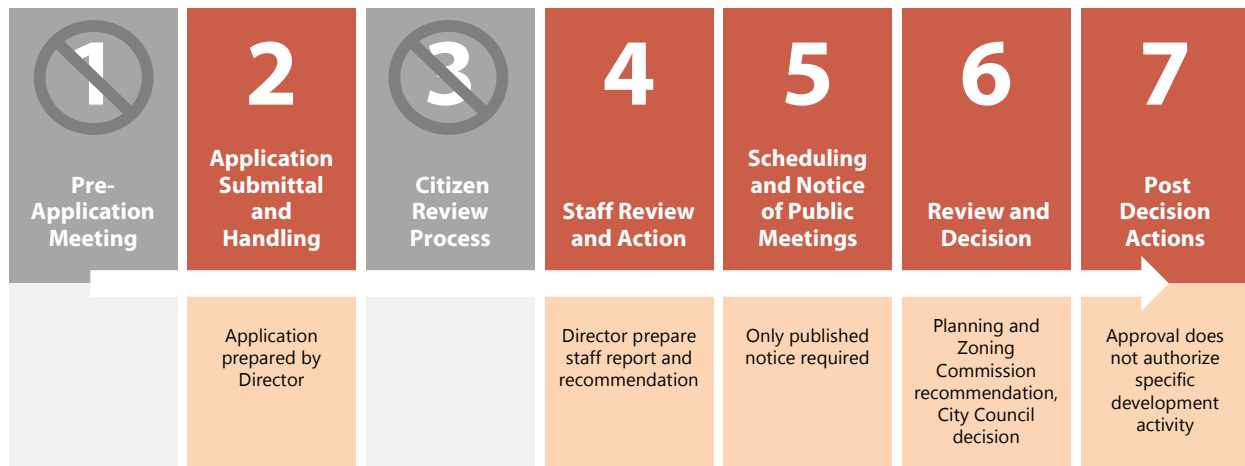 1
Pre-
Application
Meeting
2
Application
Submittal
and
Handling
Application
prepared by
Director
3
Citizen
Review
Process
4
Staff Review
and Action
Director prepare
staff report and
recommendation
5
Scheduling
and Notice
of Public
Meetings
Only published
notice required
6
Review and
Decision
Planning and
Zoning
Commission
recommendation,
City Council
decision
7
Post
Decision
Actions
Approval does
not authorize
specific
development
activity